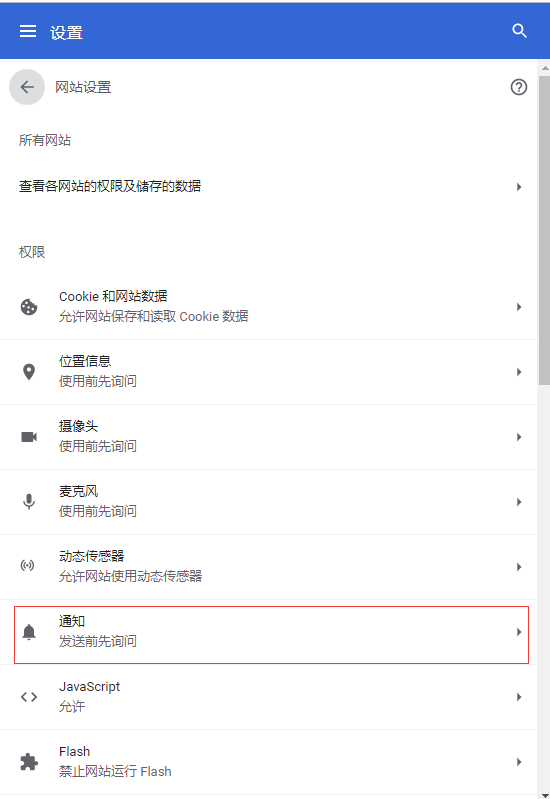 设置
网站设置
所有网站
查看各网站的权限及储存的数据
权限
Cookie 和网站数据
允许网站保存和读取 Cookie 数据
位置信息
使用前先询问
摄像头
使用前先询问
麦克风
使用前先询问
动态传感器
允许网站使用动态传感器
通知
发送前先询问
JavaScript
允许
Flash
禁止网站运行 Flash